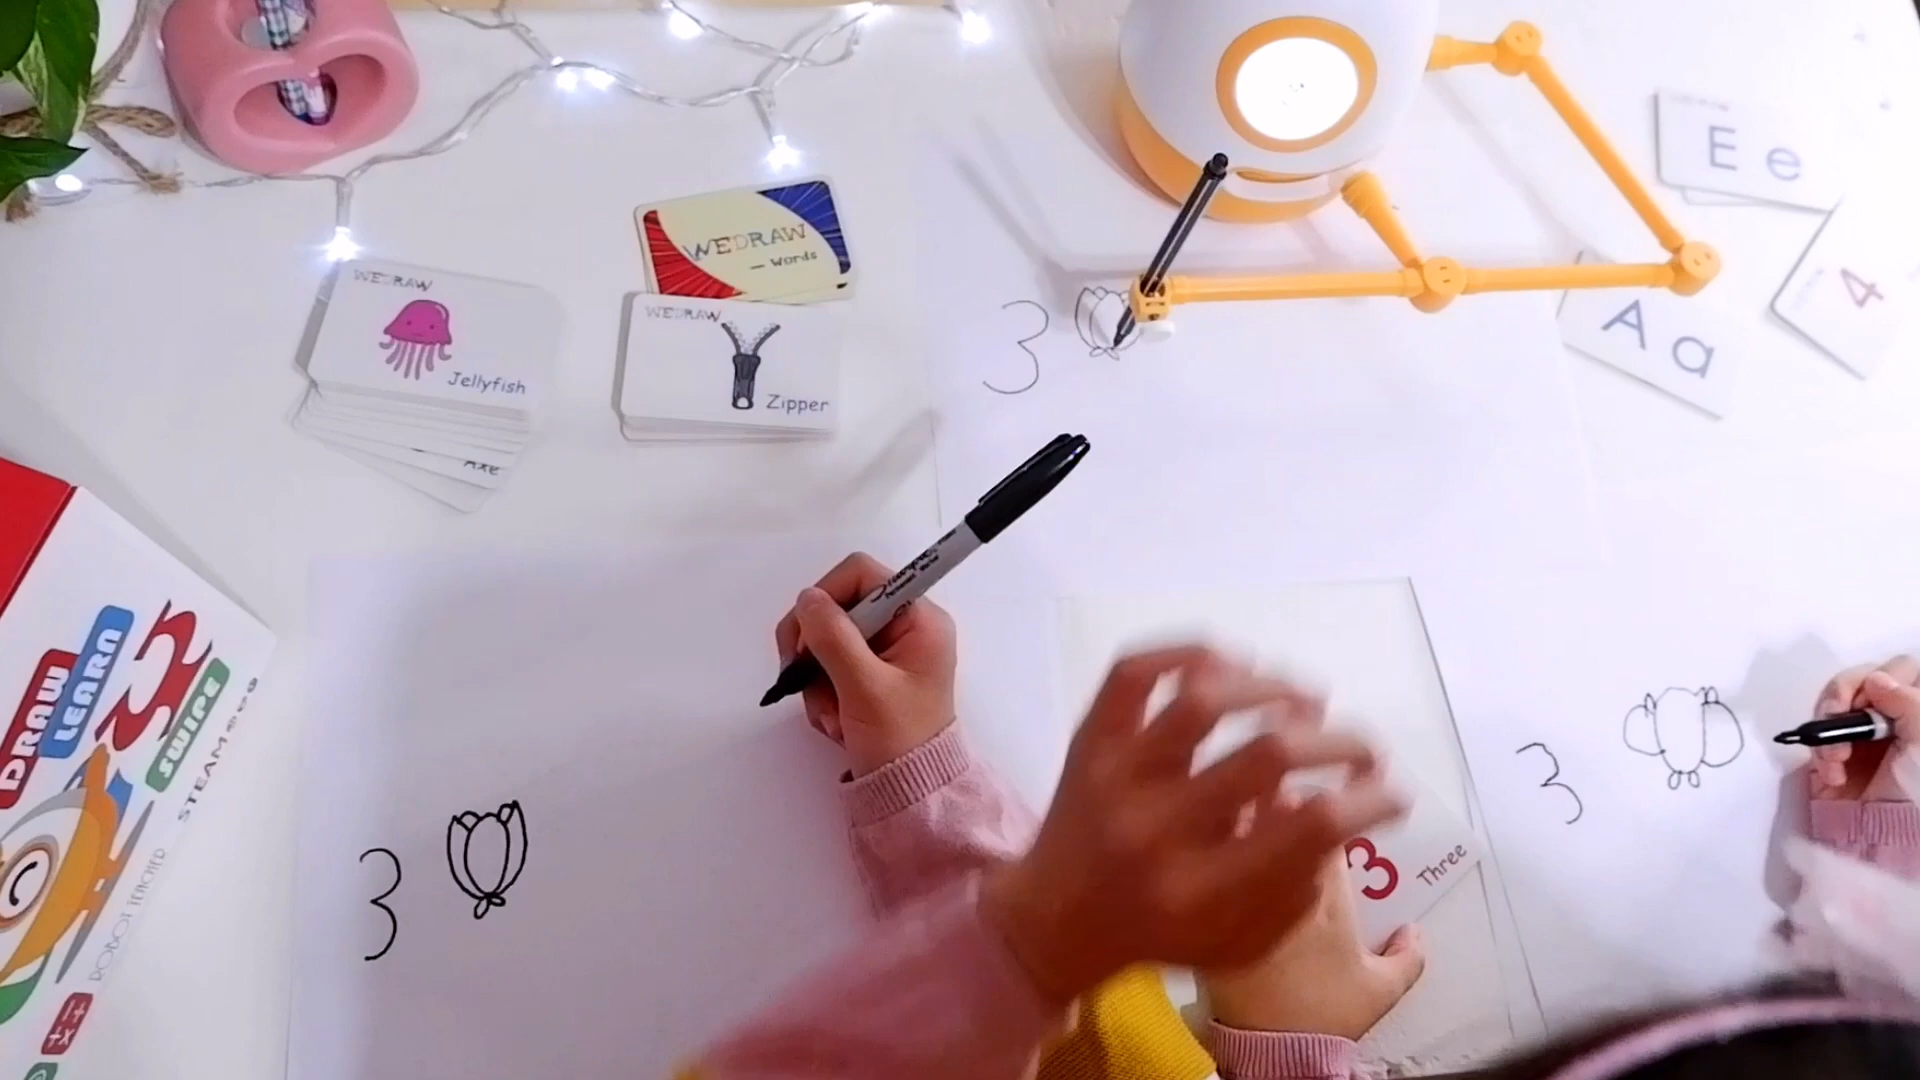 E e
WEDRAW
— Words
WEDRAW
Jellyfish
WEDRAW
Zipper
A a
4
3
Axe
Sharpie
DRAW
LEARN
SWIPE
STEAM
ROBOT TEACHER
3
3
3
Three